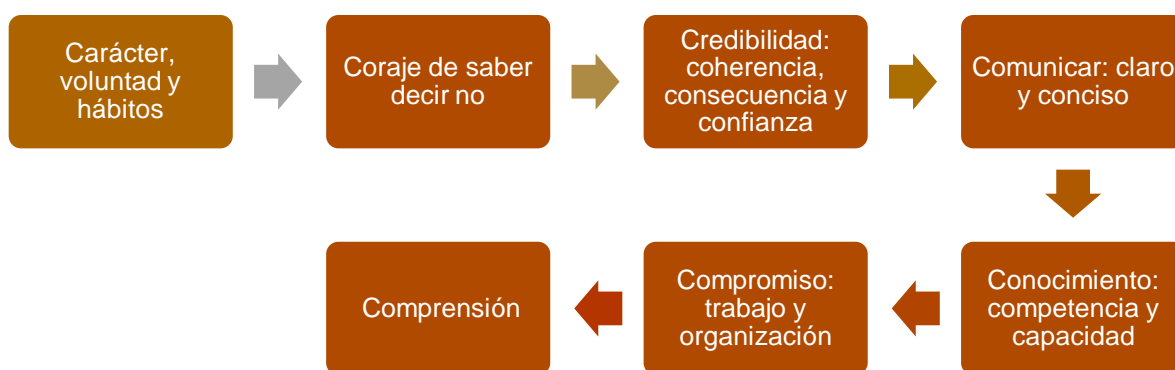 Carácter,
voluntad y
hábitos
Coraje de saber
decir no
Credibilidad:
coherencia,
consecuencia y
confianza
Comunicar: claro
y conciso
Conocimiento:
competencia y
capacidad
Compromiso:
trabajo y
organización
Comprensión